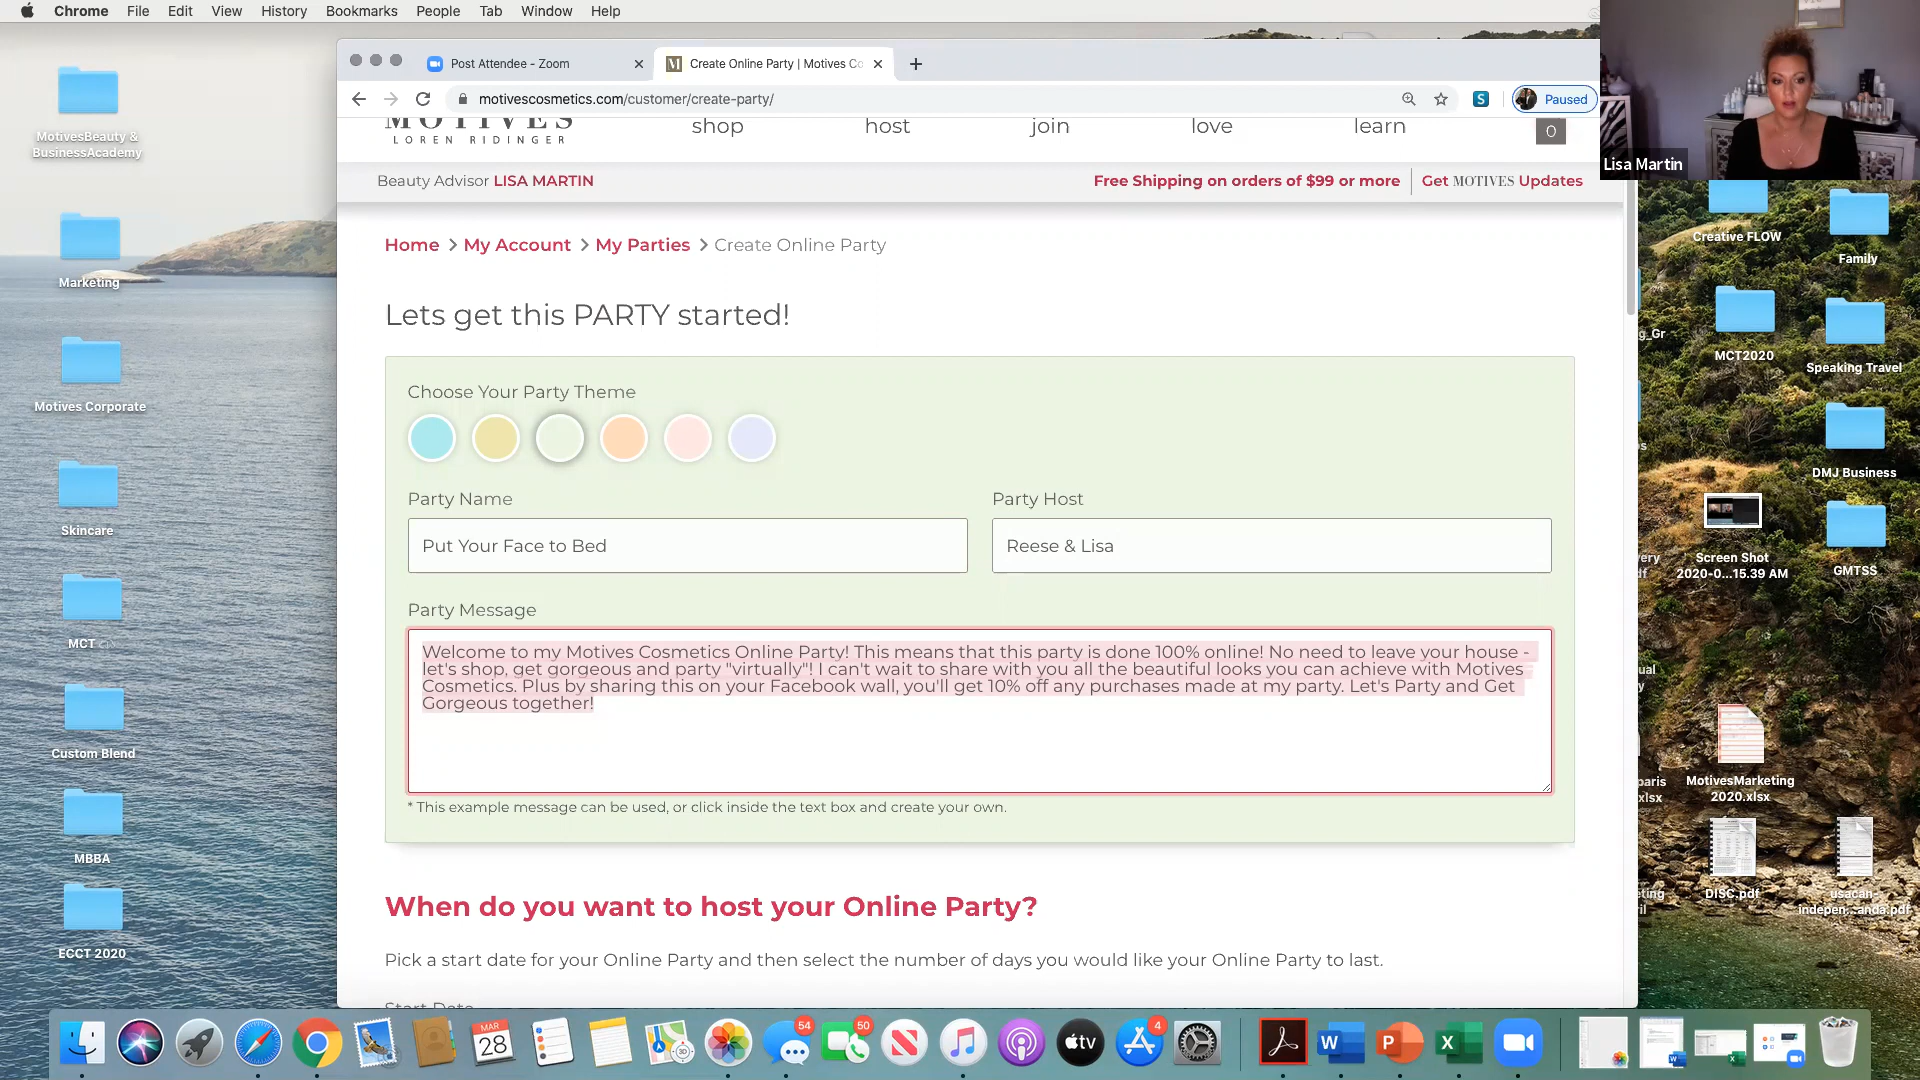 Chrome File Edit View History Bookmarks People Tab Window Help
Post Attendee - Zoom
Create Online Party | Motives Co
motivescosmetics.com/customer/create-party/
Paused
Lisa Martin
MOTIVES
LOREN RIDINGER
shop host join love learn
0
Beauty Advisor LISA MARTIN
Free Shipping on orders of $99 or more
Get MOTIVES Updates
Home > My Account > My Parties > Create Online Party
Lets get this PARTY started!
Choose Your Party Theme
Party Name
Party Host
Put Your Face to Bed
Reese & Lisa
Party Message
Welcome to my Motives Cosmetics Online Party! This means that this party is done 100% online! No need to leave your house -
let's shop, get gorgeous and party "virtually"! I can't wait to share with you all the beautiful looks you can achieve with Motives
Cosmetics. Plus by sharing this on your Facebook wall, you'll get 10% off any purchases made at my party. Let's Party and Get
Gorgeous together!
* This example message can be used, or click inside the text box and create your own.
When do you want to host your Online Party?
Pick a start date for your Online Party and then select the number of days you would like your Online Party to last.
Start Date
MotivesBeauty &
BusinessAcademy
Marketing
Motives Corporate
Skincare
MCT
Custom Blend
MBBA
ECCT 2020
Creative FLOW
Family
MCT2020
Speaking Travel
DMJ Business
Screen Shot
2020-0...15.39 AM
GMTSS
MotivesMarketing
2020.xlsx
DISC.pdf
usacan-
indepen...anda.pdf
MAR
28
54
50
4
tv